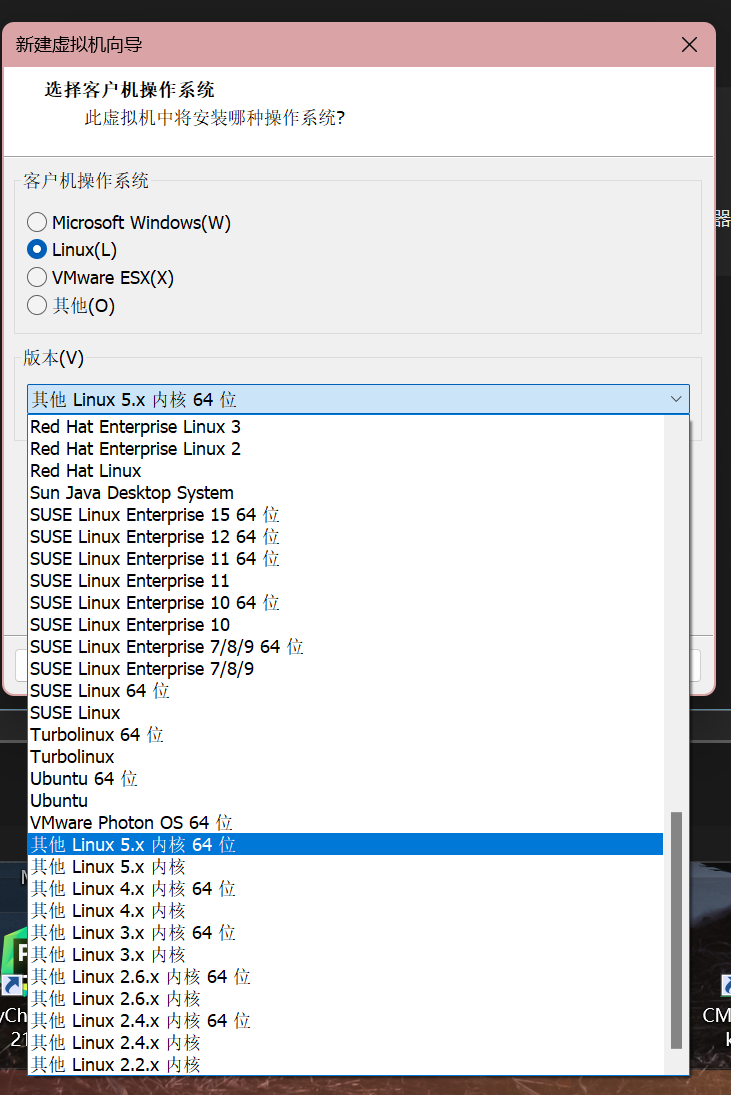 新建虚拟机向导
选择客户机操作系统
此虚拟机中将安装哪种操作系统?
客户机操作系统
Microsoft Windows(W)
器
Linux(L)
VMware ESX(X)
其他(O)
版本(V)
其他 Linux 5.x 内核 64 位
Red Hat Enterprise Linux 3
Red Hat Enterprise Linux 2
Red Hat Linux
Sun Java Desktop System
SUSE Linux Enterprise 15 64 位
SUSE Linux Enterprise 12 64 位
SUSE Linux Enterprise 11 64 位
SUSE Linux Enterprise 11
SUSE Linux Enterprise 10 64 位
SUSE Linux Enterprise 10
SUSE Linux Enterprise 7/8/9 64 位
SUSE Linux Enterprise 7/8/9
SUSE Linux 64 位
SUSE Linux
Turbolinux 64 位
Turbolinux
Ubuntu 64 位
Ubuntu
VMware Photon OS 64 位
其他 Linux 5.x 内核 64 位
其他 Linux 5.x 内核
其他 Linux 4.x 内核 64 位
其他 Linux 4.x 内核
其他 Linux 3.x 内核 64 位
其他 Linux 3.x 内核
其他 Linux 2.6.x 内核 64 位
其他 Linux 2.6.x 内核
其他 Linux 2.4.x 内核 64 位
其他 Linux 2.4.x 内核
其他 Linux 2.2.x 内核
yCh
21
CM